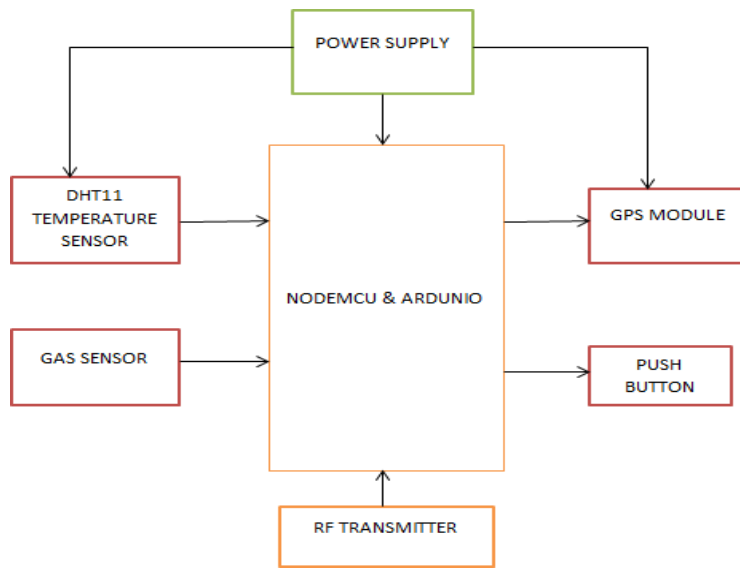 POWER SUPPLY
DHT11
TEMPERATURE
SENSOR
GPS MODULE
NODEMCU & ARDUNIO
GAS SENSOR
PUSH
BUTTON
RF TRANSMITTER